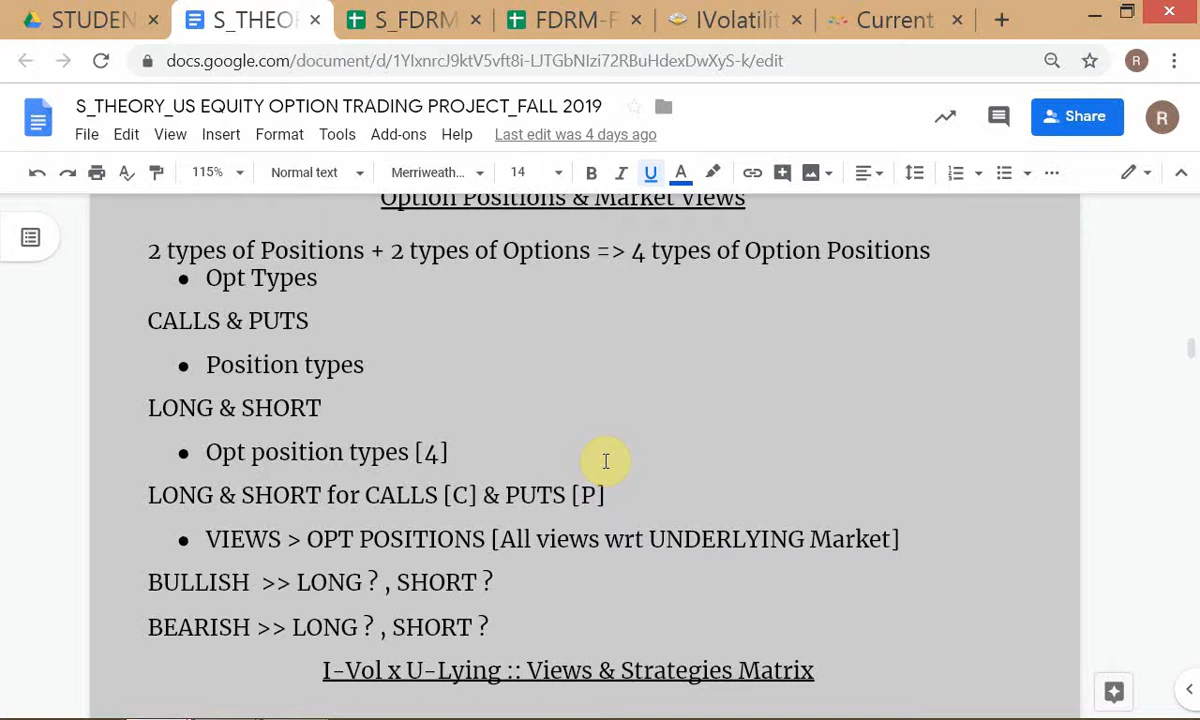 STUDEN
S_THEO
S_FDRM
FDRM-F
IVolatilit
Current
docs.google.com/document/d/1YIxnrcJ9ktV5vft8i-LJTGbNIzi72RBuHdexDwXyS-k/edit
R
S_THEORY_US EQUITY OPTION TRADING PROJECT_FALL 2019
File Edit View Insert Format Tools Add-ons Help Last edit was 4 days ago
Share
R
115% Normal text Merriweath... 14 B I U A
Option Positions & Market Views
2 types of Positions + 2 types of Options => 4 types of Option Positions
● Opt Types
CALLS & PUTS
● Position types
LONG & SHORT
● Opt position types [4]
LONG & SHORT for CALLS [C] & PUTS [P]
● VIEWS > OPT POSITIONS [All views wrt UNDERLYING Market]
BULLISH >> LONG ? , SHORT ?
BEARISH >> LONG ? , SHORT ?
I-Vol x U-Lying :: Views & Strategies Matrix